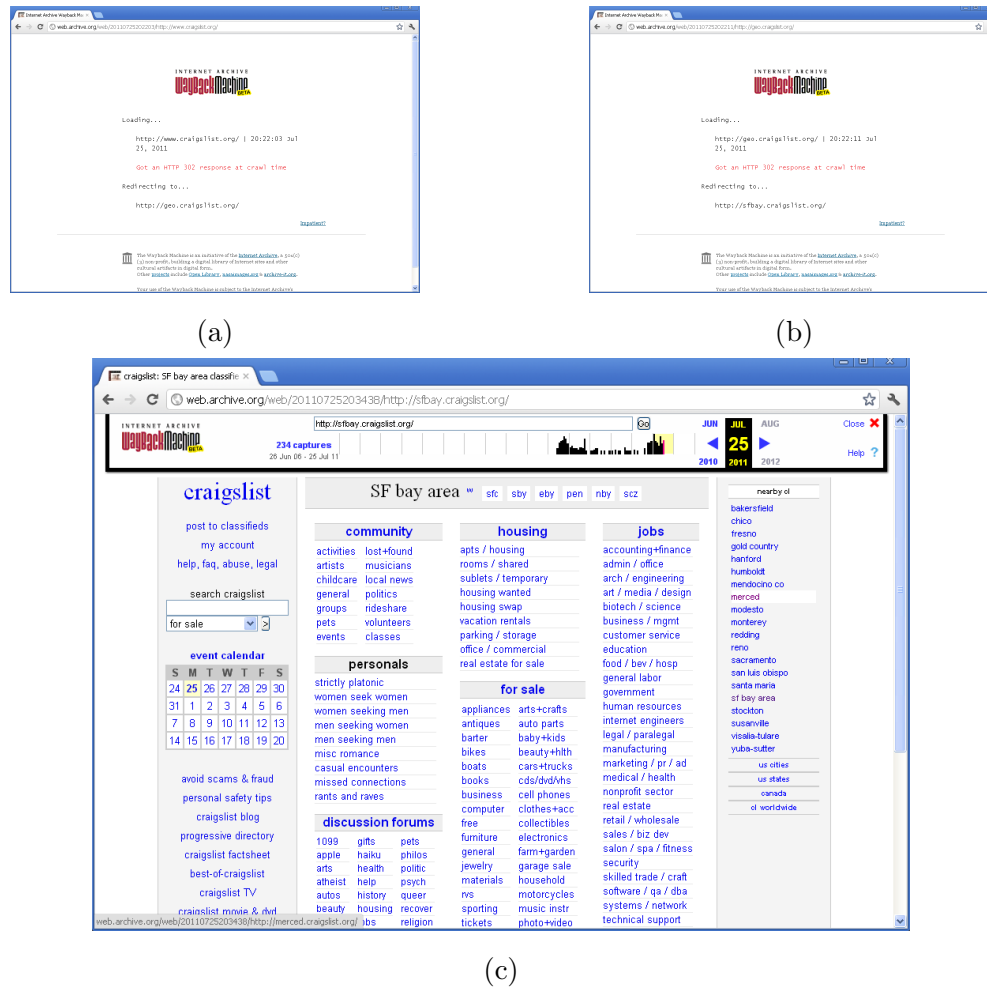 Internet Archive Wayback Ma
web.archive.org/web/20110725202203/http://www.craigslist.org/
INTERNET ARCHIVE
WayBackMachine
BETA
Loading...
http://www.craigslist.org/ | 20:22:03 Jul
25, 2011
Got an HTTP 302 response at crawl time
Redirecting to...
http://geo.craigslist.org/
Impatient?
The Wayback Machine is an initiative of the Internet Archive, a 501(c)
(3) non-profit, building a digital library of Internet sites and other
cultural artifacts in digital form.
Other projects include Open Library, nasaimages.org & archive-it.org.
Your use of the Wayback Machine is subject to the Internet Archive's
(a)
Internet Archive Wayback Ma
web.archive.org/web/20110725202211/http://geo.craigslist.org/
INTERNET ARCHIVE
WayBackMachine
BETA
Loading...
http://geo.craigslist.org/ | 20:22:11 Jul
25, 2011
Got an HTTP 302 response at crawl time
Redirecting to...
http://sfbay.craigslist.org/
Impatient?
The Wayback Machine is an initiative of the Internet Archive, a 501(c)
(3) non-profit, building a digital library of Internet sites and other
cultural artifacts in digital form.
Other projects include Open Library, nasaimages.org & archive-it.org.
Your use of the Wayback Machine is subject to the Internet Archive's
(b)
craigslist: SF bay area classifie
web.archive.org/web/20110725203438/http://sfbay.craigslist.org/
INTERNET ARCHIVE
WayBackMachine
BETA
http://sfbay.craigslist.org/ Go
234 captures
26 Jun 06 - 25 Jul 11
JUN JUL AUG
25
2010 2011 2012
Close
Help ?
craigslist
post to classifieds
my account
help, faq, abuse, legal
search craigslist
for sale >
event calendar
S M T W T F S
24 25 26 27 28 29 30
31 1 2 3 4 5 6
7 8 9 10 11 12 13
14 15 16 17 18 19 20
avoid scams & fraud
personal safety tips
craigslist blog
progressive directory
craigslist factsheet
best-of-craigslist
craigslist TV
craigslist movie & dvd
SF bay area w sfc sby eby pen nby scz
community
activities lost+found
artists musicians
childcare local news
general politics
groups rideshare
pets volunteers
events classes
personals
strictly platonic
women seek women
women seeking men
men seeking women
men seeking men
misc romance
casual encounters
missed connections
rants and raves
discussion forums
1099 gifts pets
apple haiku philos
arts health politic
atheist help psych
autos history queer
beauty housing recover
obs religion
housing
apts / housing
rooms / shared
sublets / temporary
housing wanted
housing swap
vacation rentals
parking / storage
office / commercial
real estate for sale
for sale
appliances arts+crafts
antiques auto parts
barter baby+kids
bikes beauty+hlth
boats cars+trucks
books cds/dvd/vhs
business cell phones
computer clothes+acc
free collectibles
furniture electronics
general farm+garden
jewelry garage sale
materials household
rvs motorcycles
sporting music instr
tickets photo+video
jobs
accounting+finance
admin / office
arch / engineering
art / media / design
biotech / science
business / mgmt
customer service
education
food / bev / hosp
general labor
government
human resources
internet engineers
legal / paralegal
manufacturing
marketing / pr / ad
medical / health
nonprofit sector
real estate
retail / wholesale
sales / biz dev
salon / spa / fitness
security
skilled trade / craft
software / qa / dba
systems / network
technical support
nearby cl
bakersfield
chico
fresno
gold country
hanford
humboldt
mendocino co
merced
modesto
monterey
redding
reno
sacramento
san luis obispo
santa maria
sf bay area
stockton
susanville
visalia-tulare
yuba-sutter
us cities
us states
canada
cl worldwide
web.archive.org/web/20110725203438/http://merced.craigslist.org/
(c)